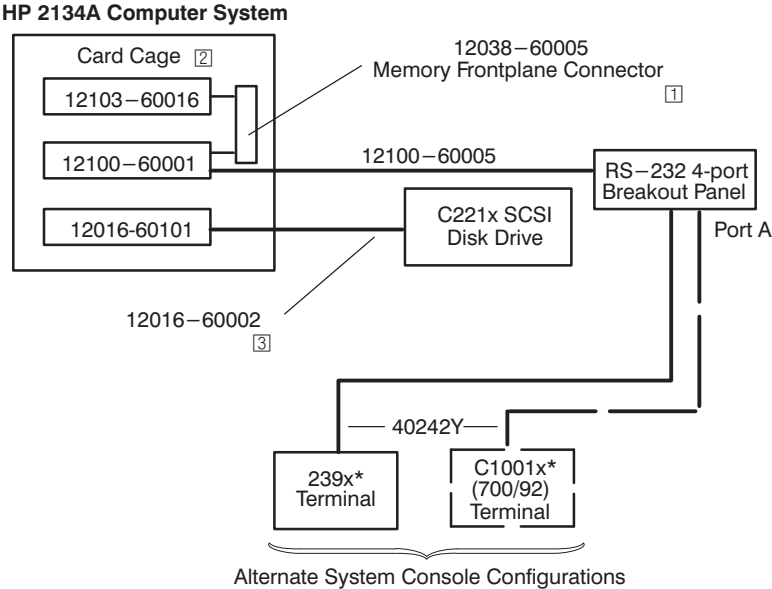 HP 2134A Computer System
Card Cage 2
12038–60005
Memory Frontplane Connector
1
12103–60016
12100–60001
12100–60005
RS–232 4-port
Breakout Panel
12016-60101
C221x SCSI
Disk Drive
Port A
12016–60002
3
40242Y
239x*
Terminal
C1001x*
(700/92)
Terminal
Alternate System Console Configurations